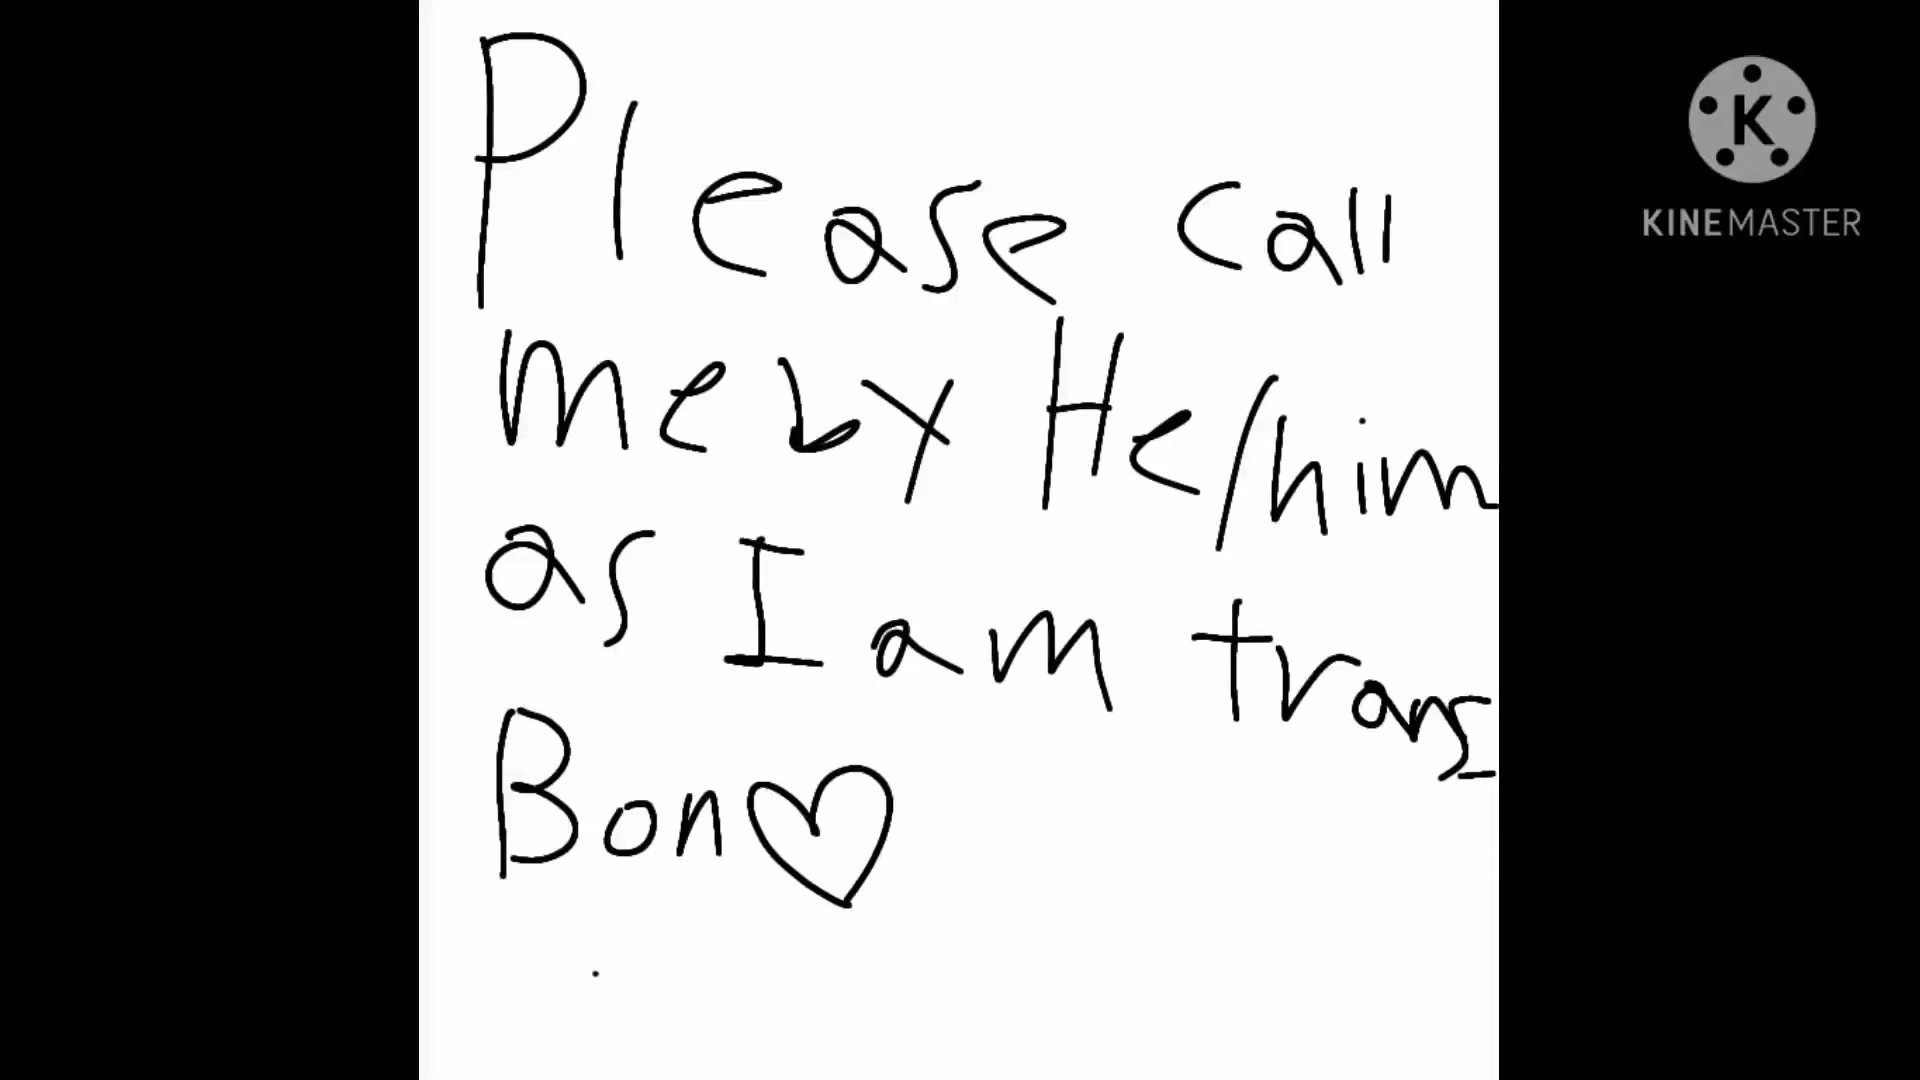 Please call
me by He/him
as I am trans
Bon♡
K
KINEMASTER